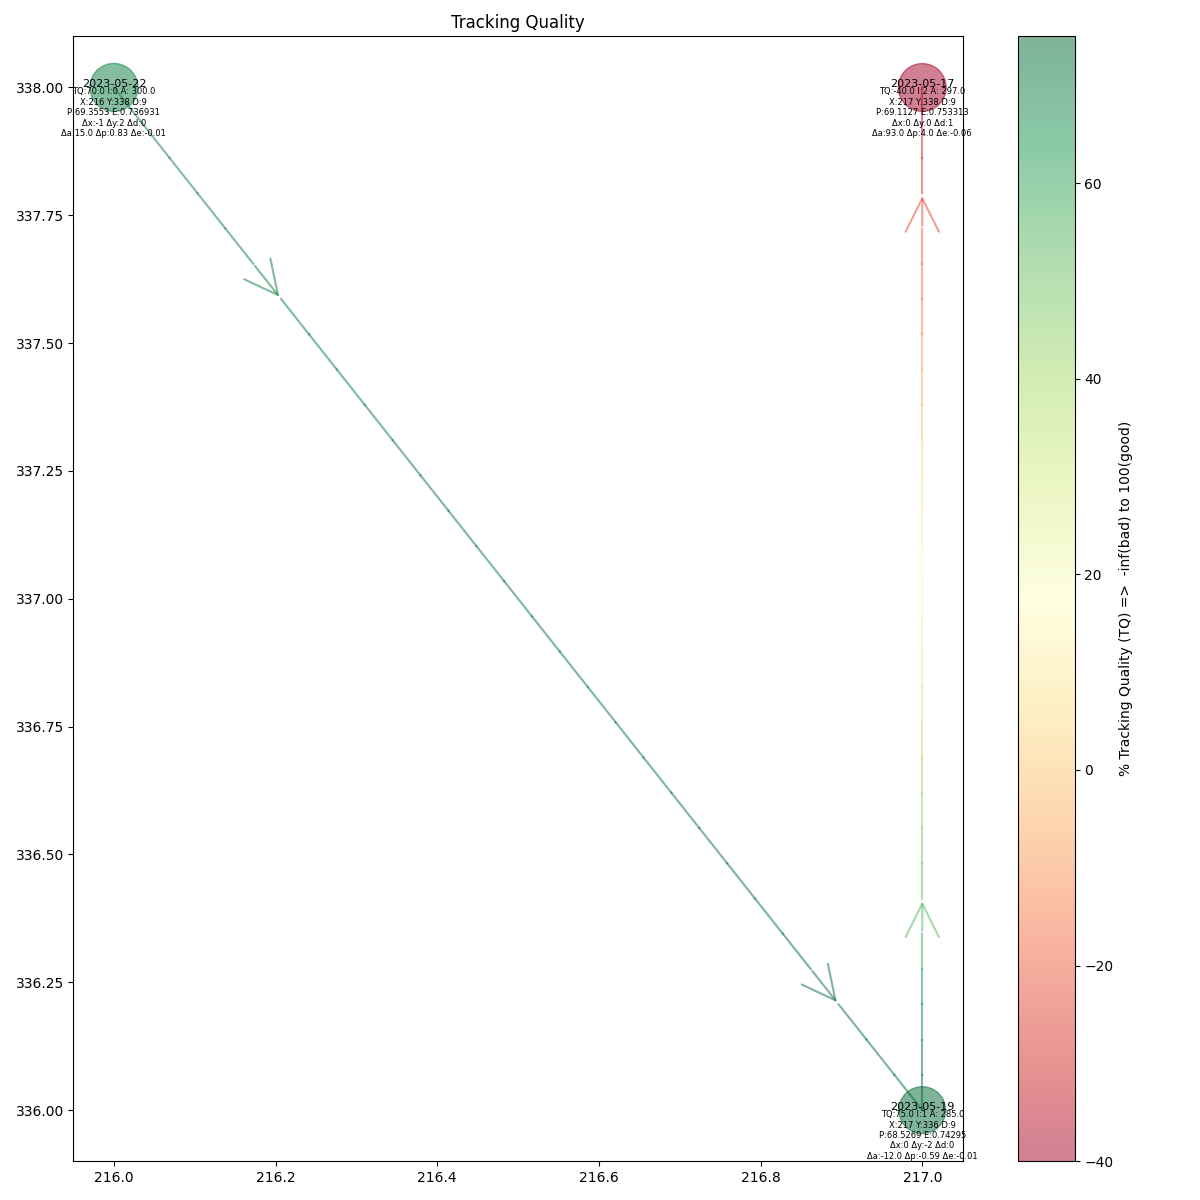 Tracking Quality
2023-05-22
TQ:70.0 I:0 A: 300.0
X:216 Y:338 D:9
P:69.3553 E:0.736931
Δx:-1 Δy:2 Δd:0
Δa:15.0 Δp:0.83 Δe:-0.01
2023-05-17
TQ:-40.0 I:2 A: 297.0
X:217 Y:338 D:9
P:69.1127 E:0.753313
Δx:0 Δy:0 Δd:1
Δa:93.0 Δp:4.0 Δe:-0.06
2023-05-19
TQ:75.0 I:1 A: 285.0
X:217 Y:336 D:9
P:68.5269 E:0.74295
Δx:0 Δy:-2 Δd:0
Δa:-12.0 Δp:-0.59 Δe:-0.01
338.00
337.75
337.50
337.25
337.00
336.75
336.50
336.25
336.00
216.0
216.2
216.4
216.6
216.8
217.0
60
40
20
0
−20
−40
% Tracking Quality (TQ) => -inf(bad) to 100(good)